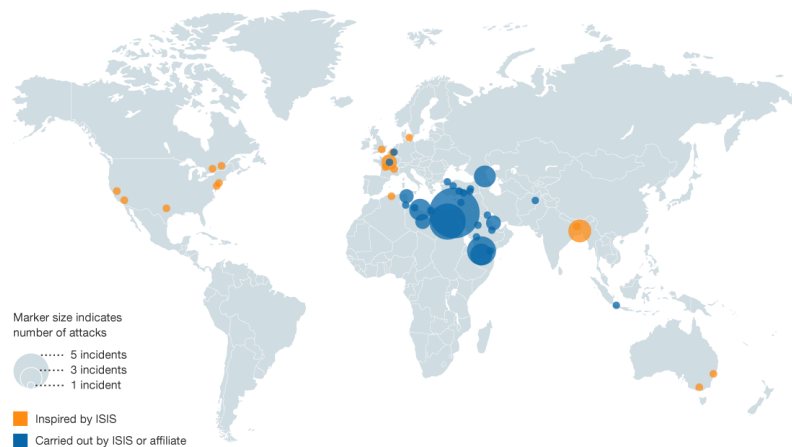 Marker size indicates
number of attacks
5 incidents
3 incidents
1 incident
Inspired by ISIS
Carried out by ISIS or affiliate